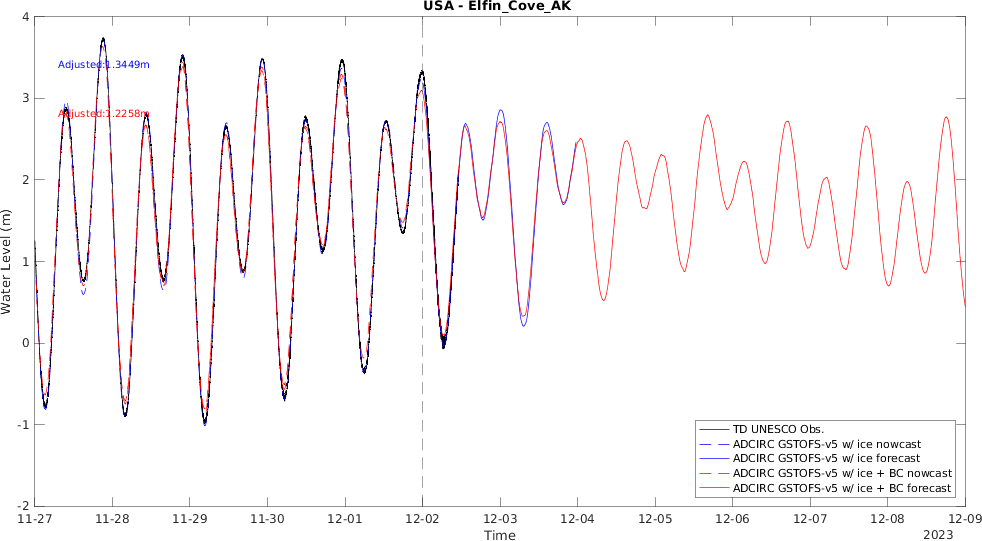 USA - Elfin_Cove_AK
4
3
2
1
0
-1
-2
Water Level (m)
Adjusted:1.3449m
Adjusted:1.2258m
TD UNESCO Obs.
ADCIRC GSTOFS-v5 w/ ice nowcast
ADCIRC GSTOFS-v5 w/ ice forecast
ADCIRC GSTOFS-v5 w/ ice + BC nowcast
ADCIRC GSTOFS-v5 w/ ice + BC forecast
11-27 11-28 11-29 11-30 12-01 12-02 12-03 12-04 12-05 12-06 12-07 12-08 12-09
Time
2023